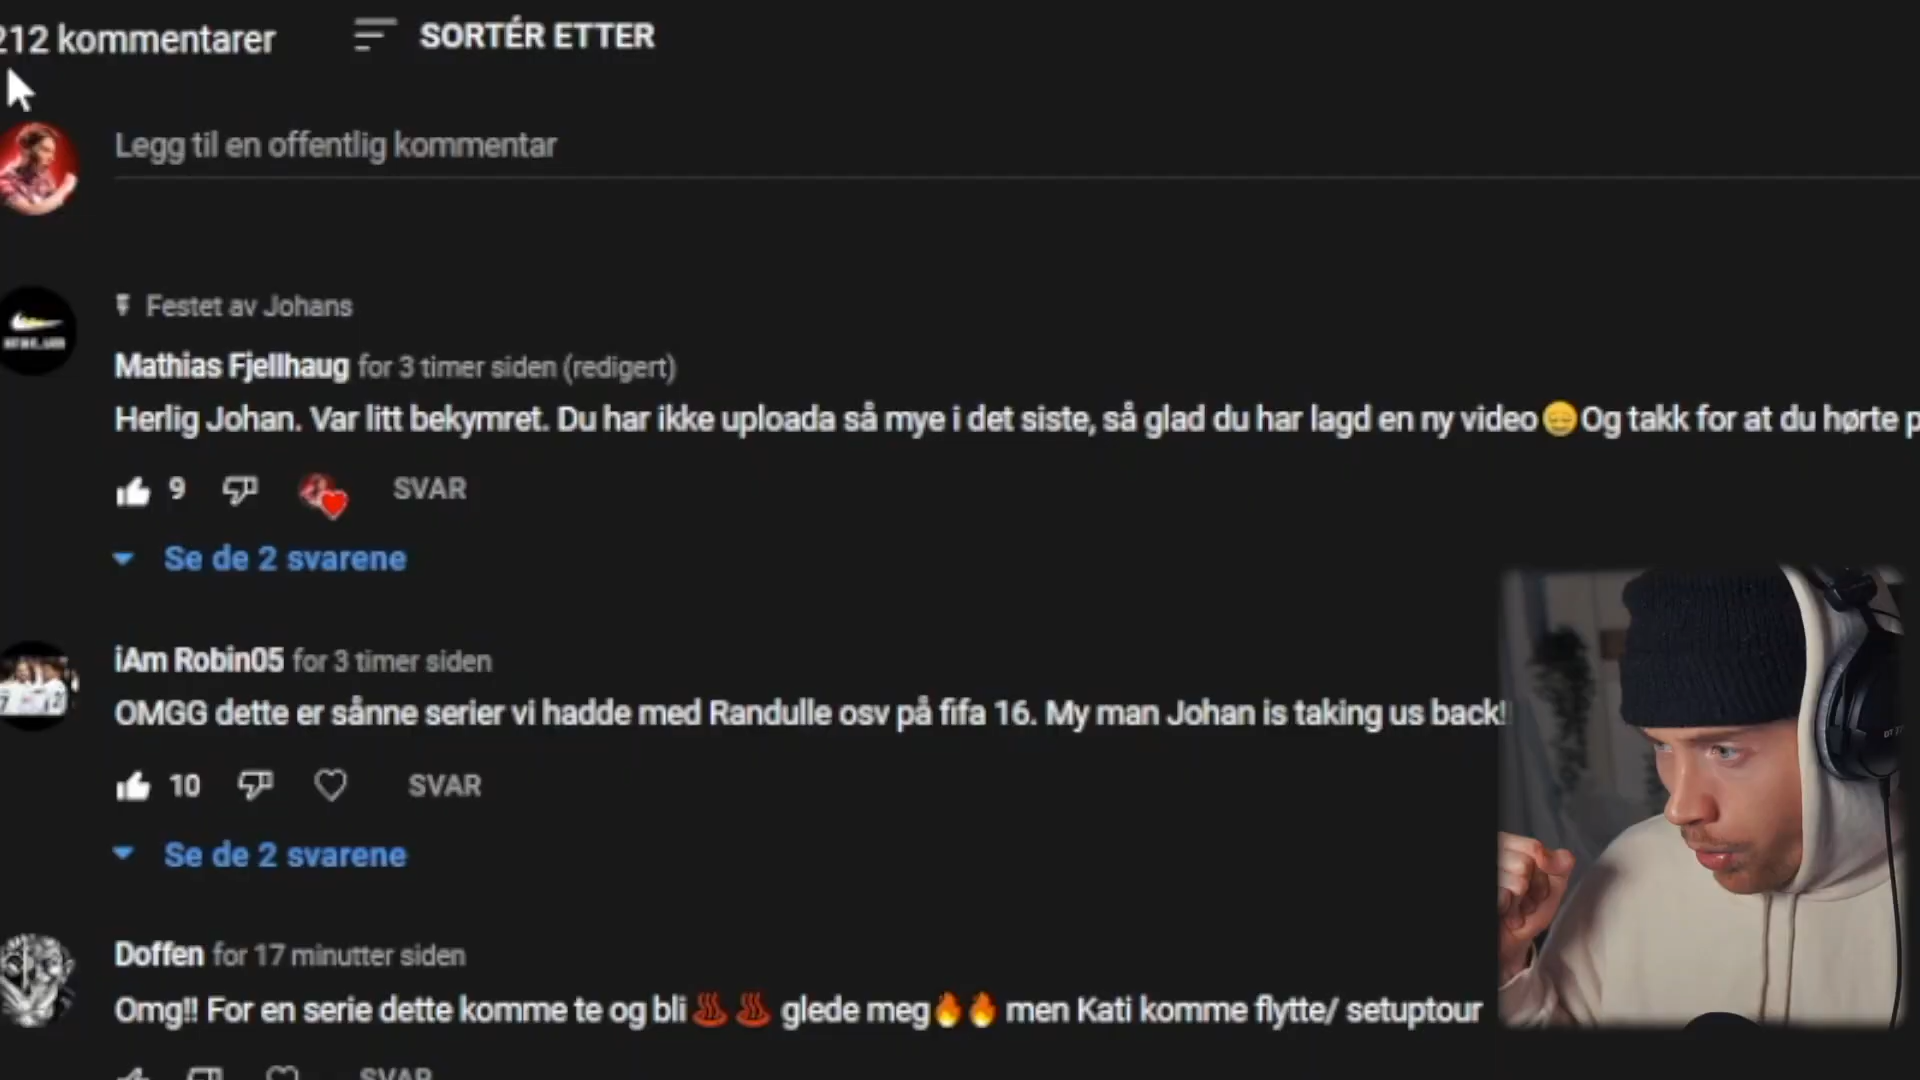 212 kommentarer
SORTÉR ETTER
Legg til en offentlig kommentar
Festet av Johans
Mathias Fjellhaug for 3 timer siden (redigert)
Herlig Johan. Var litt bekymret. Du har ikke uploada så mye i det siste, så glad du har lagd en ny video😔Og takk for at du hørte p
9 SVAR
Se de 2 svarene
iAm Robin05 for 3 timer siden
OMGG dette er sånne serier vi hadde med Randulle osv på fifa 16. My man Johan is taking us back!
10 SVAR
Se de 2 svarene
Doffen for 17 minutter siden
Omg!! For en serie dette komme te og bli♨️ ♨️ glede meg🔥🔥 men Kati komme flytte/ setuptour
SVAR